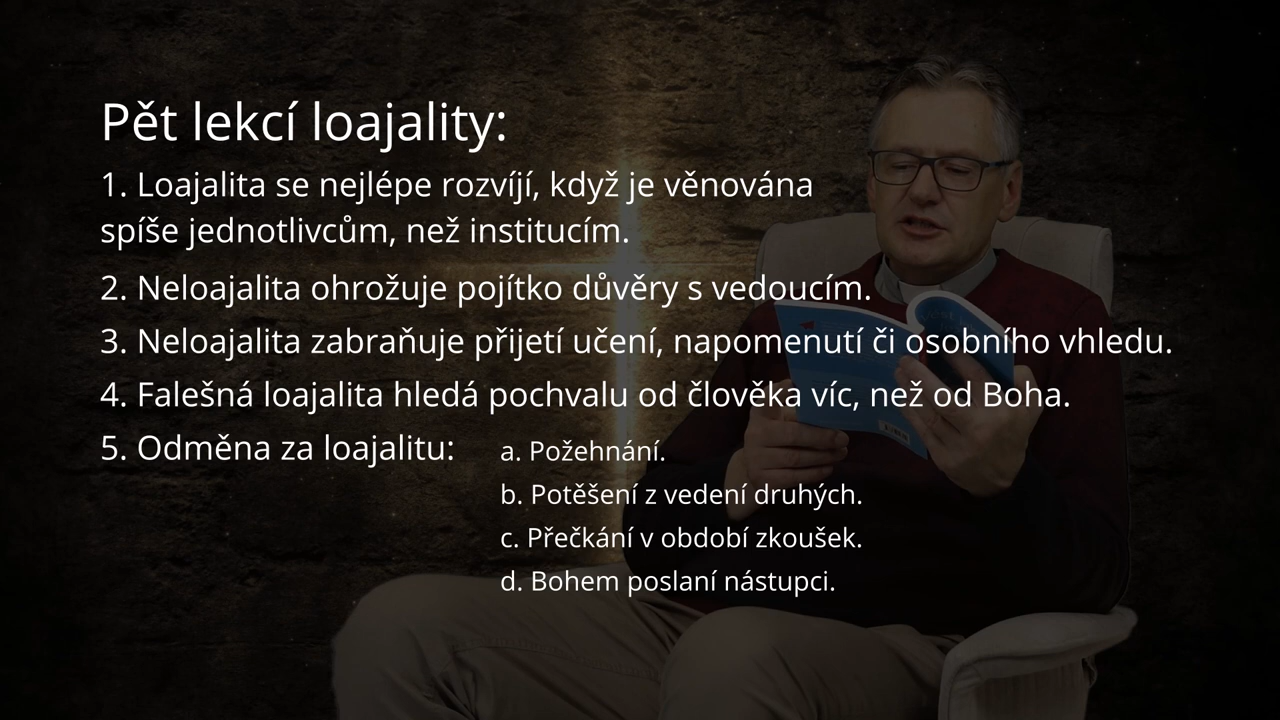 Pět lekcí loajality:
1. Loajalita se nejlépe rozvíjí, když je věnována
spíše jednotlivcům, než institucím.
2. Neloajalita ohrožuje pojítko důvěry s vedoucím.
3. Neloajalita zabraňuje přijetí učení, napomenutí či osobního vhledu.
4. Falešná loajalita hledá pochvalu od člověka víc, než od Boha.
5. Odměna za loajalitu:
a. Požehnání.
b. Potěšení z vedení druhých.
c. Přečkání v období zkoušek.
d. Bohem poslaní nástupci.